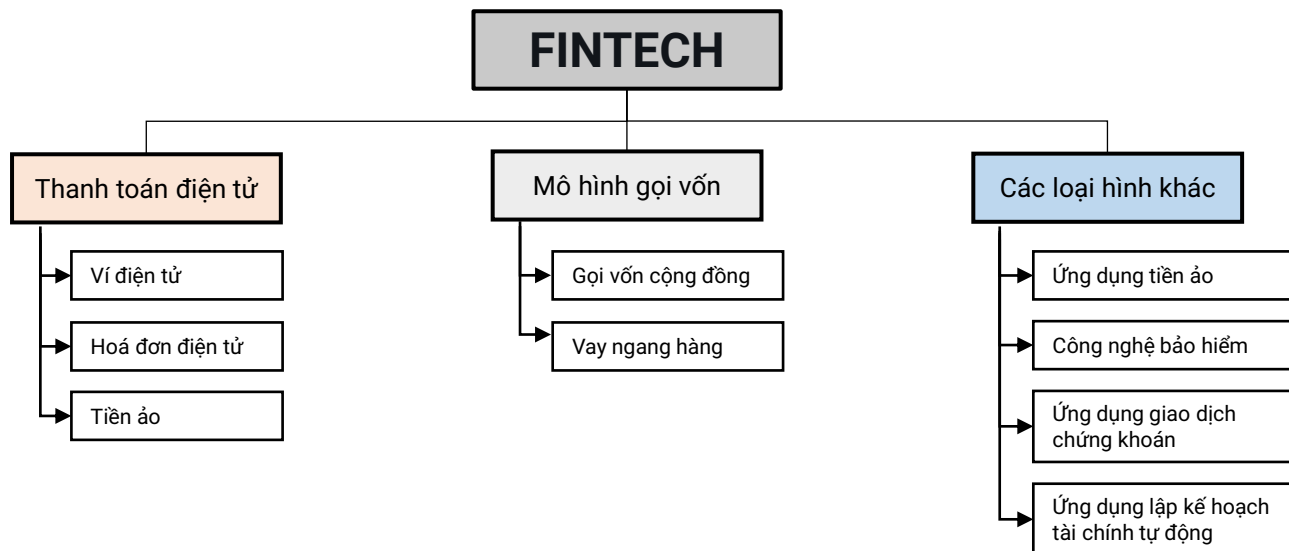 FINTECH
Thanh toán điện tử
Ví điện tử
Hoá đơn điện tử
Tiền ảo
Mô hình gọi vốn
Gọi vốn cộng đồng
Vay ngang hàng
Các loại hình khác
Ứng dụng tiền ảo
Công nghệ bảo hiểm
Ứng dụng giao dịch
chứng khoán
Ứng dụng lập kế hoạch
tài chính tự động